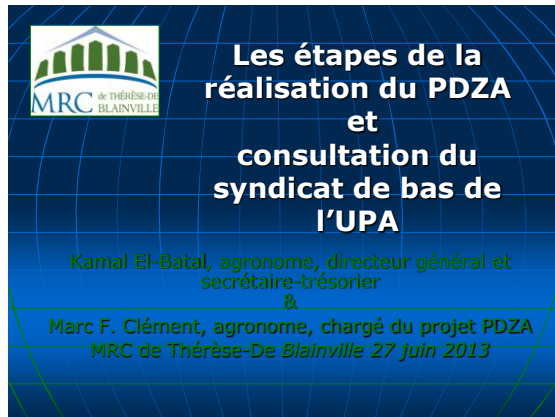 MRC de THÉRÈSE-DE
BLAINVILLE
Les étapes de la
réalisation du PDZA
et
consultation du
syndicat de bas de
l'UPA
Kamal El-Batal, agronome, directeur général et
secrétaire-trésorier
&
Marc F. Clément, agronome, chargé du projet PDZA
MRC de Thérèse-De Blainville 27 juin 2013